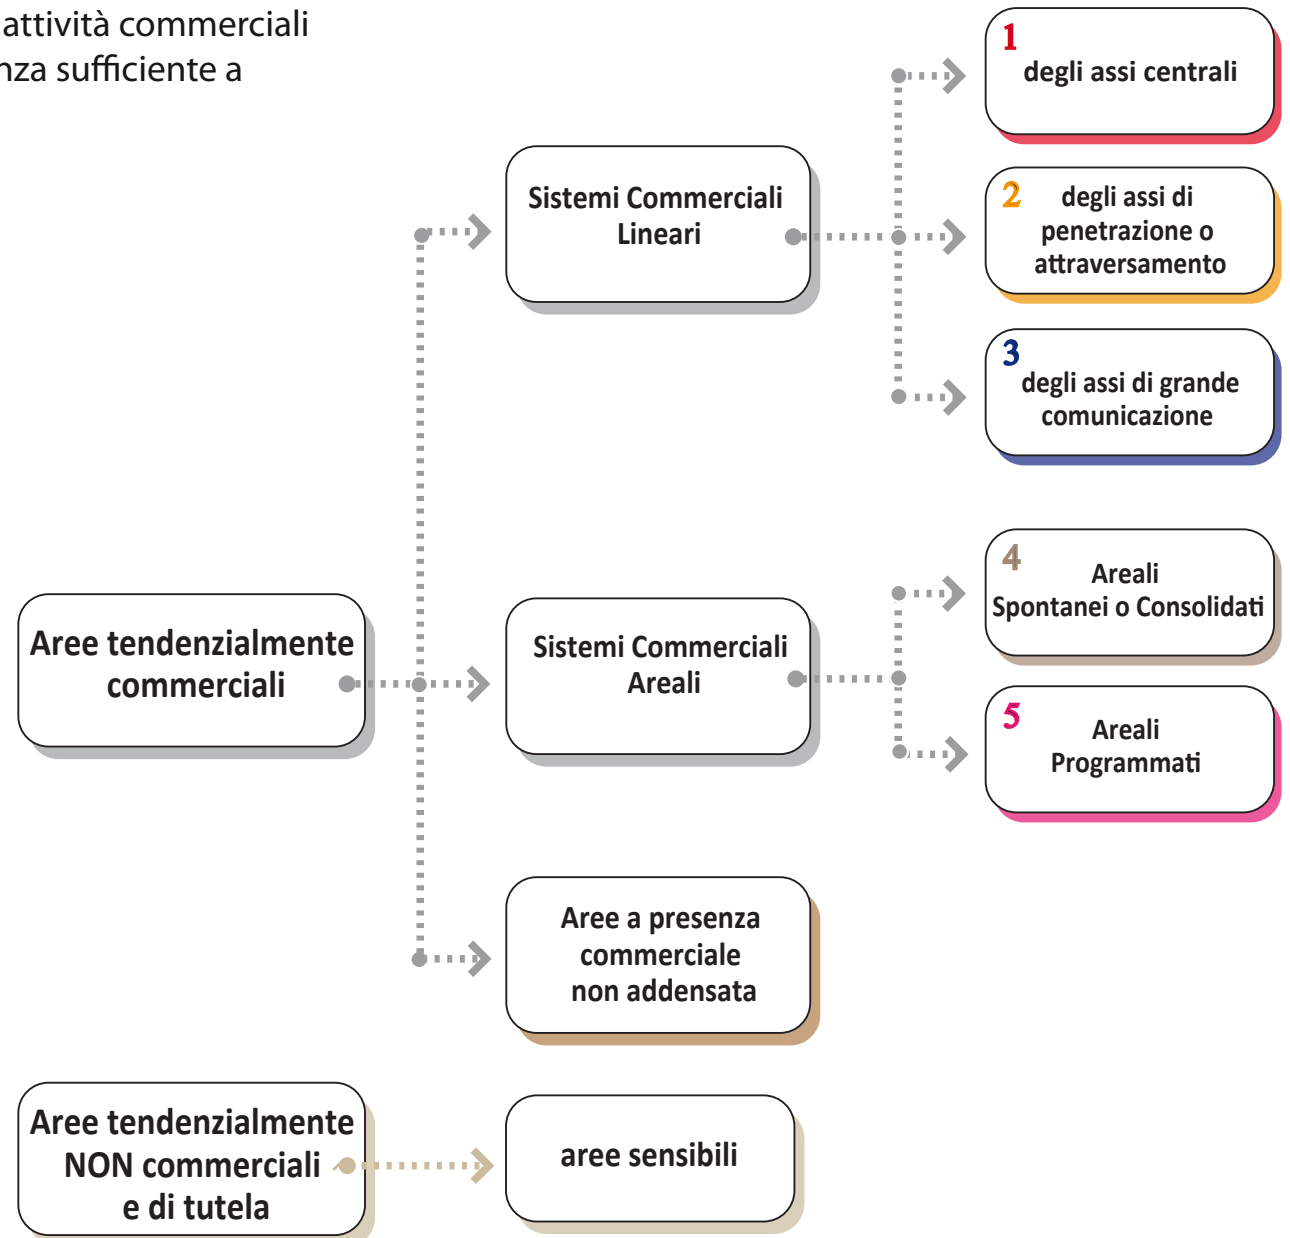 attività commerciali
nza sufficiente a
1
degli assi centrali
2
degli assi di
penetrazione o
attraversamento
3
degli assi di grande
comunicazione
Sistemi Commerciali
Lineari
4
Areali
Spontanei o Consolidati
5
Areali
Programmati
Sistemi Commerciali
Areali
Aree tendenzialmente
commerciali
Aree a presenza
commerciale
non addensata
Aree tendenzialmente
NON commerciali
e di tutela
aree sensibili